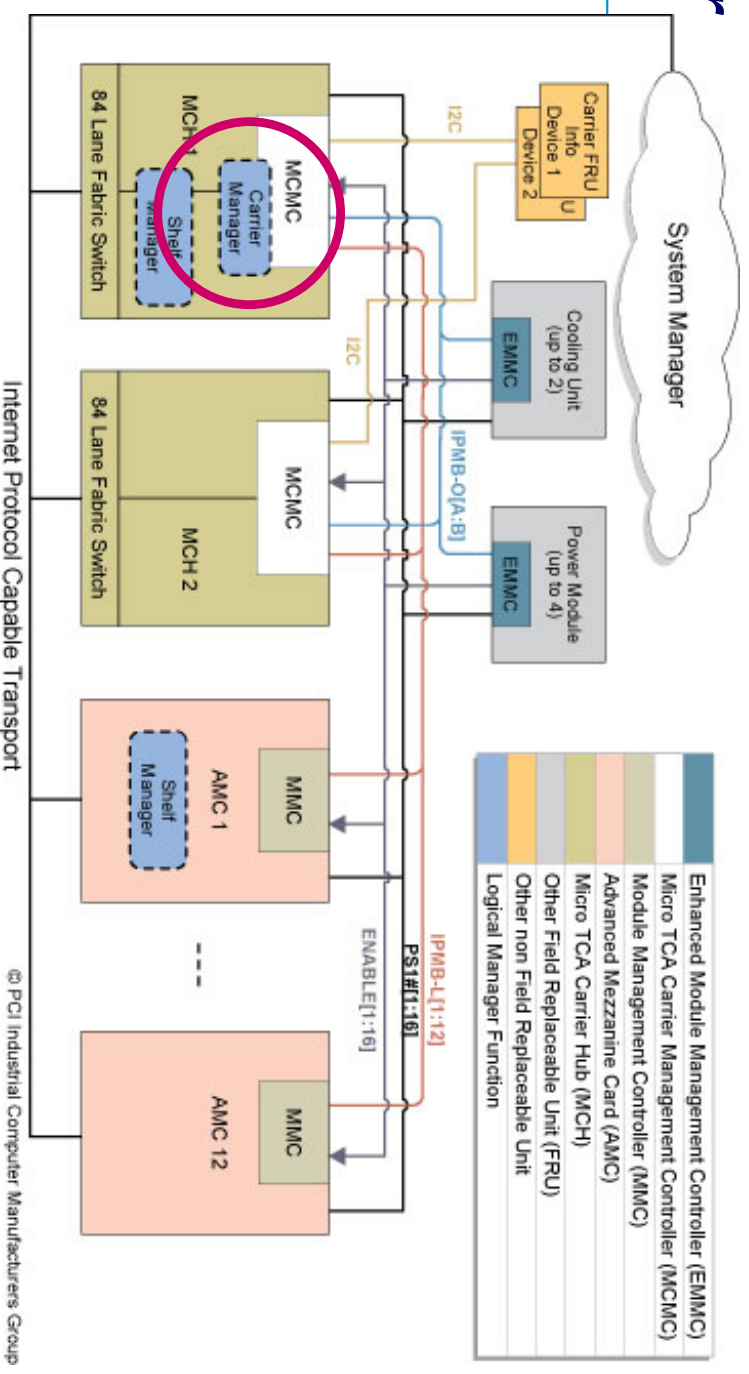 System Manager
Carrier FRU
Info
Device 1
U
Device 2
Cooling Unit
(up to 2)
EMMC
Power Module
(up to 4)
EMMC
I2C
I2C
IPMB-O[A:B]
IPMB-L[1:12]
PS1#[1:16]
ENABLE[1:16]
MCMC
Carrier
Manager
MCH 1
Shelf
Manager
84 Lane Fabric Switch
MCMC
MCH 2
84 Lane Fabric Switch
MMC
AMC 1
Shelf
Manager
MMC
AMC 12
Internet Protocol Capable Transport
Enhanced Module Management Controller (EMMC)
Micro TCA Carrier Management Controller (MCMC)
Module Management Controller (MMC)
Advanced Mezzanine Card (AMC)
Micro TCA Carrier Hub (MCH)
Other Field Replaceable Unit (FRU)
Other non Field Replaceable Unit
Logical Manager Function
© PCI Industrial Computer Manufacturers Group